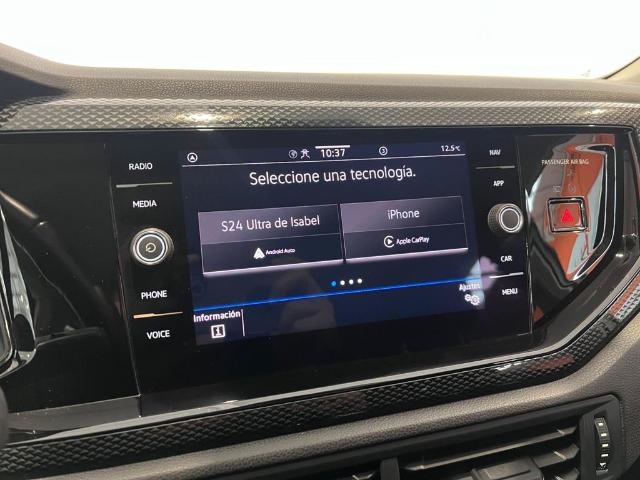 10:37
12.5°C
RADIO
MEDIA
PHONE
VOICE
Seleccione una tecnología.
S24 Ultra de Isabel
Android Auto
iPhone
Apple CarPlay
Información
i
Ajustes
NAV
APP
CAR
MENU
PASSENGER AIR BAG